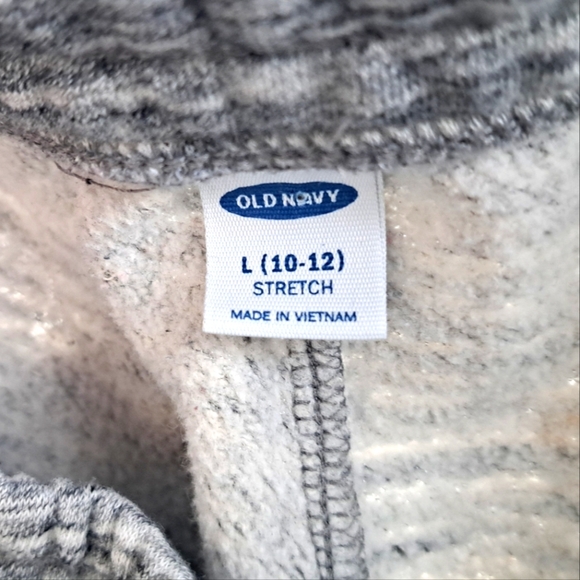 OLD NAVY
L (10-12)
STRETCH
MADE IN VIETNAM